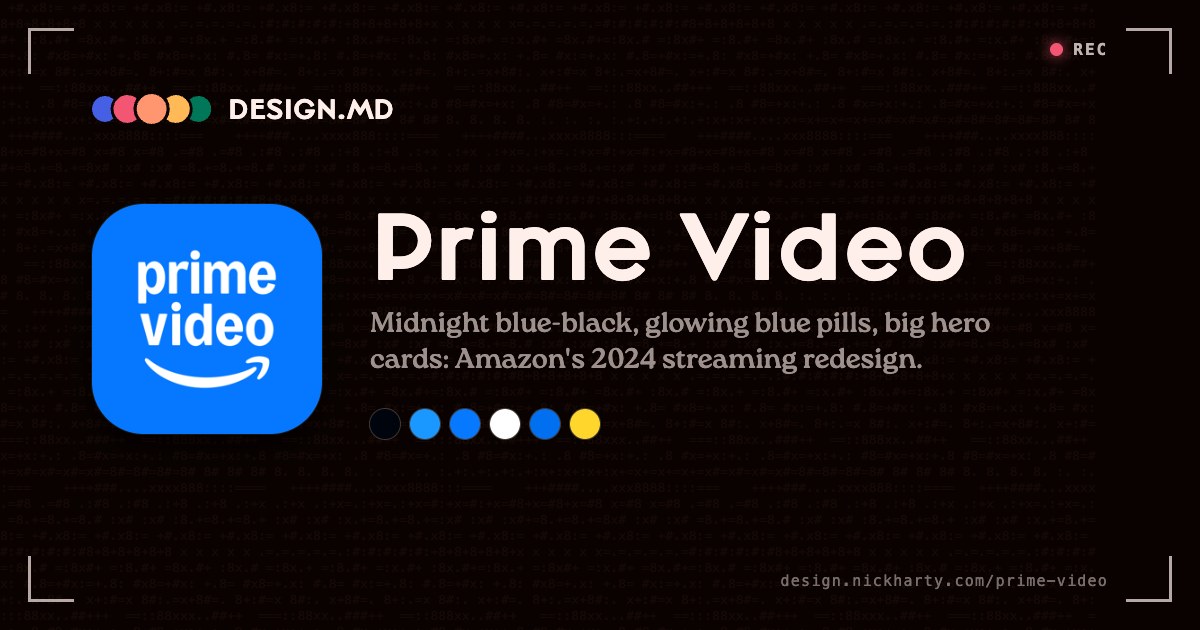 REC
DESIGN.MD
prime
video
Prime Video
Midnight blue-black, glowing blue pills, big hero
cards: Amazon's 2024 streaming redesign.
design.nickharty.com/prime-video